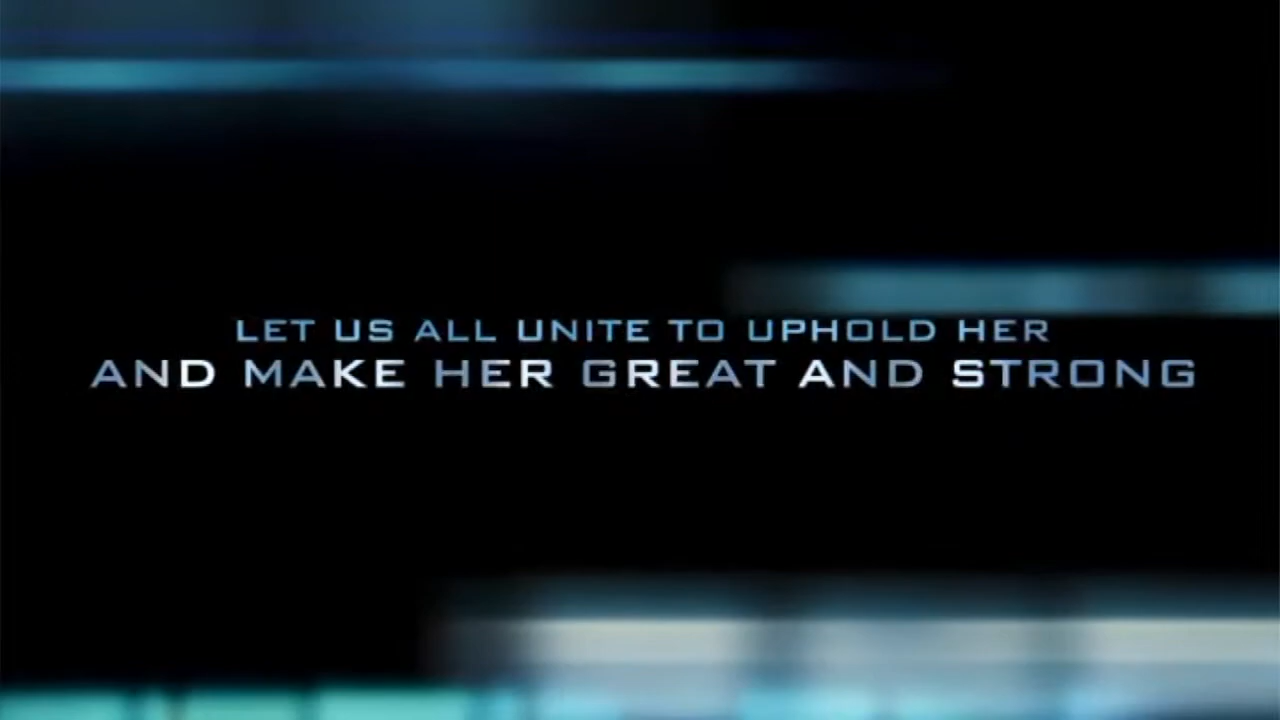 LET US ALL UNITE TO UPHOLD HER
AND MAKE HER GREAT AND STRONG